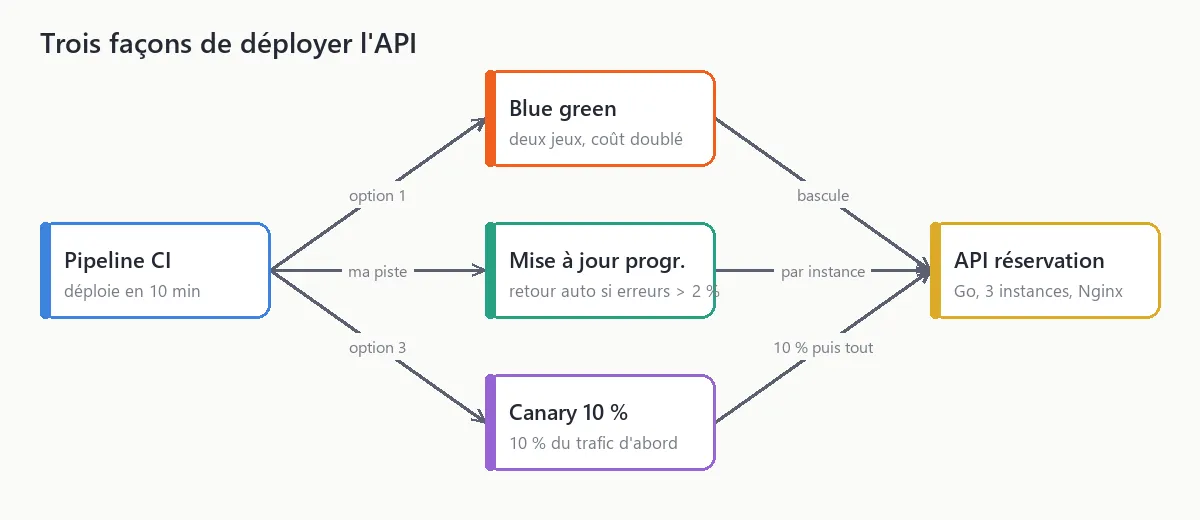 Trois façons de déployer l'API
Blue green
deux jeux, coût doublé
option 1
bascule
Pipeline CI
déploie en 10 min
ma piste
Mise à jour progr.
retour auto si erreurs > 2 %
par instance
API réservation
Go, 3 instances, Nginx
option 3
10 % puis tout
Canary 10 %
10 % du trafic d'abord